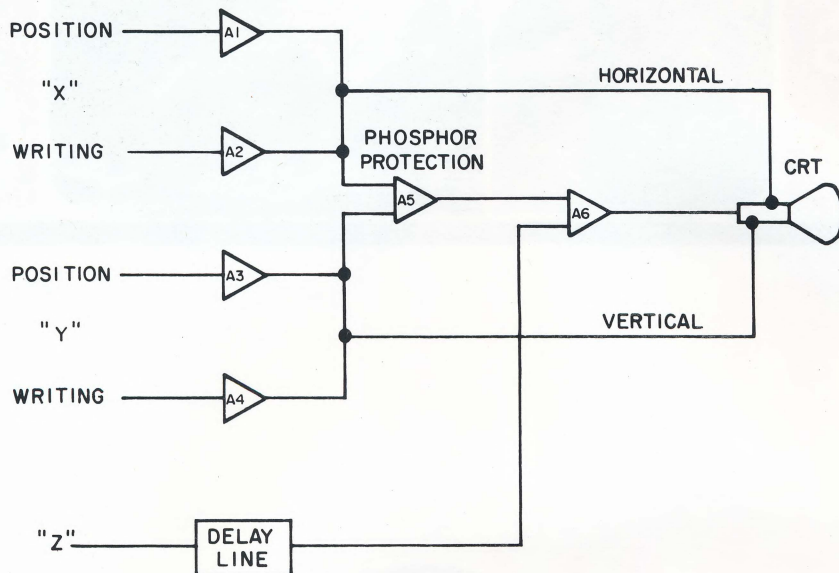 POSITION
A1
"X"
HORIZONTAL
WRITING
A2
PHOSPHOR
PROTECTION
CRT
A5
A6
POSITION
A3
"Y"
VERTICAL
WRITING
A4
"Z"
DELAY
LINE